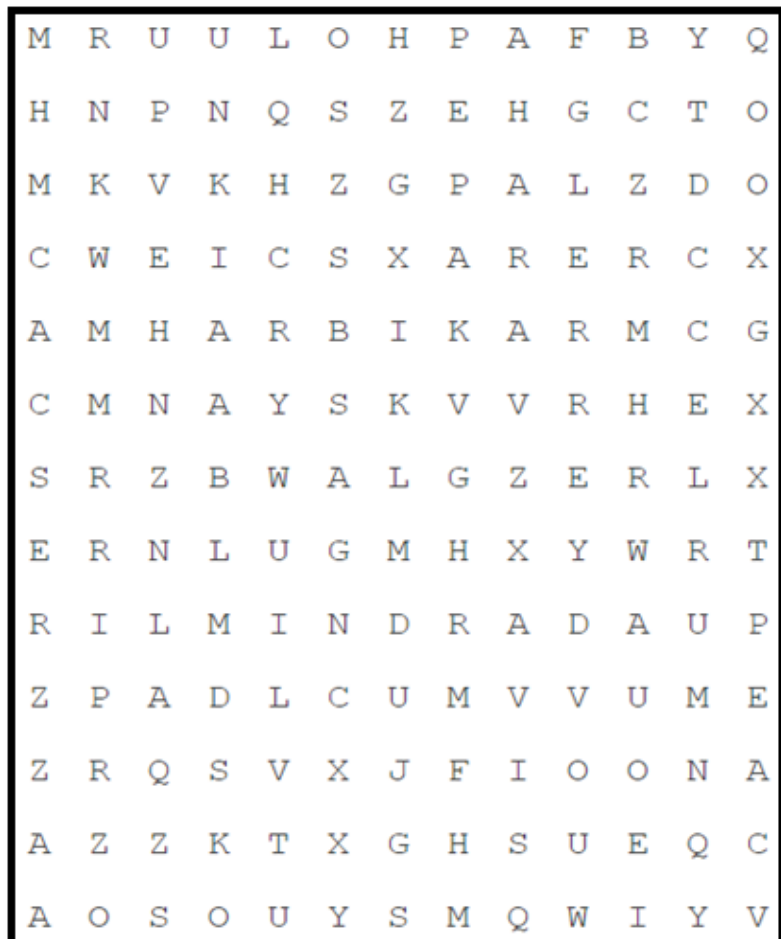 M R U U L O H P A F B Y Q
H N P N Q S Z E H G C T O
M K V K H Z G P A L Z D O
C W E I C S X A R E R C X
A M H A R B I K A R M C G
C M N A Y S K V V R H E X
S R Z B W A L G Z E R L X
E R N L U G M H X Y W R T
R I L M I N D R A D A U P
Z P A D L C U M V V U M E
Z R Q S V X J F I O O N A
A Z Z K T X G H S U E Q C
A O S O U Y S M Q W I Y V